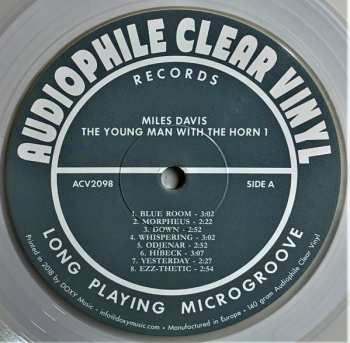 AUDIOPHILE CLEAR VINYL
RECORDS
MILES DAVIS
THE YOUNG MAN WITH THE HORN 1
ACV2098
SIDE A
1. BLUE ROOM - 3:02
2. MORPHEUS - 2:22
3. DOWN - 2:52
4. WHISPERING - 3:02
5. ODJENAR - 2:52
6. HIBECK - 3:07
7. YESTERDAY - 2:27
8. EZZ-THETIC - 2:54
LONG PLAYING MICROGROOVE
Printed in 2018 by DOXY Music - info@doxymusic.com - Manufactured in Europe - 140 gram Audiophile Clear Vinyl